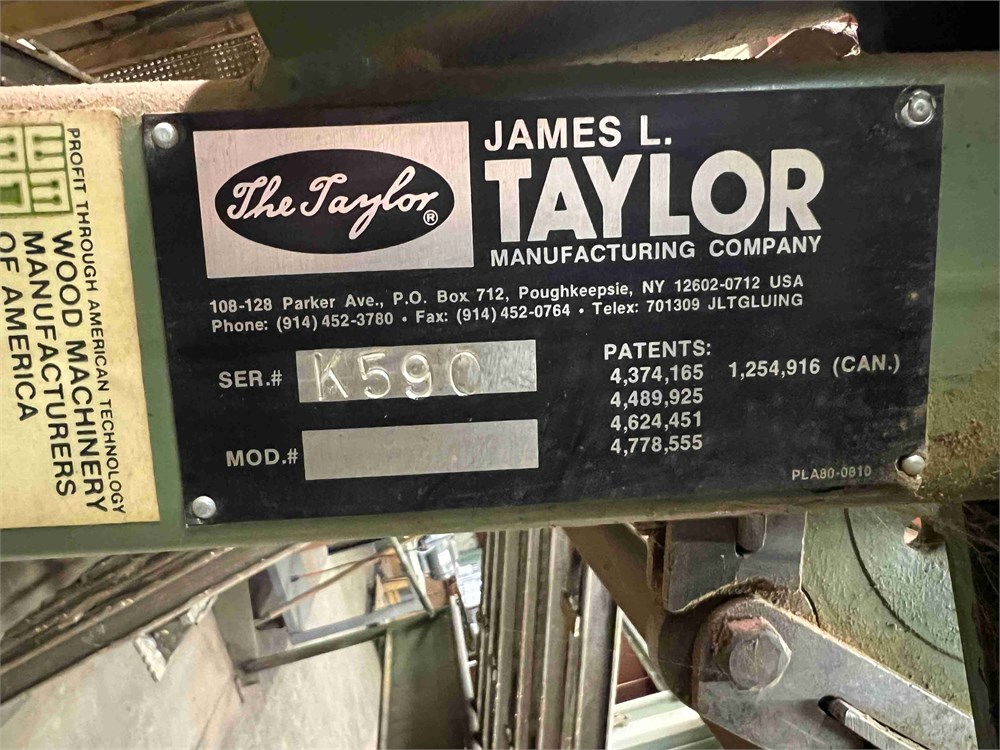 The Taylor®
JAMES L.
TAYLOR
MANUFACTURING COMPANY
108-128 Parker Ave., P.O. Box 712, Poughkeepsie, NY 12602-0712 USA
Phone: (914) 452-3780 • Fax: (914) 452-0764 • Telex: 701309 JLTGLUING
SER.# K590
MOD.#
PATENTS:
4,374,165 1,254,916 (CAN.)
4,489,925
4,624,451
4,778,555
PLA80-0810
PROFIT THROUGH AMERICAN TECHNOLOGY
WOOD MACHINERY
MANUFACTURERS
OF AMERICA